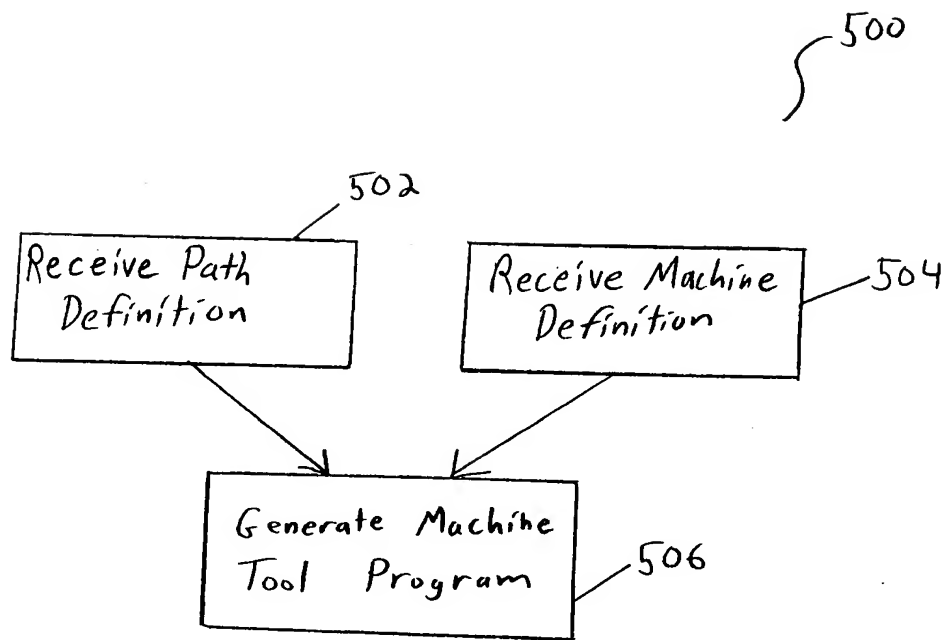 500
502
Receive Path
Definition
Receive Machine
Definition
504
Generate Machine
Tool Program
506